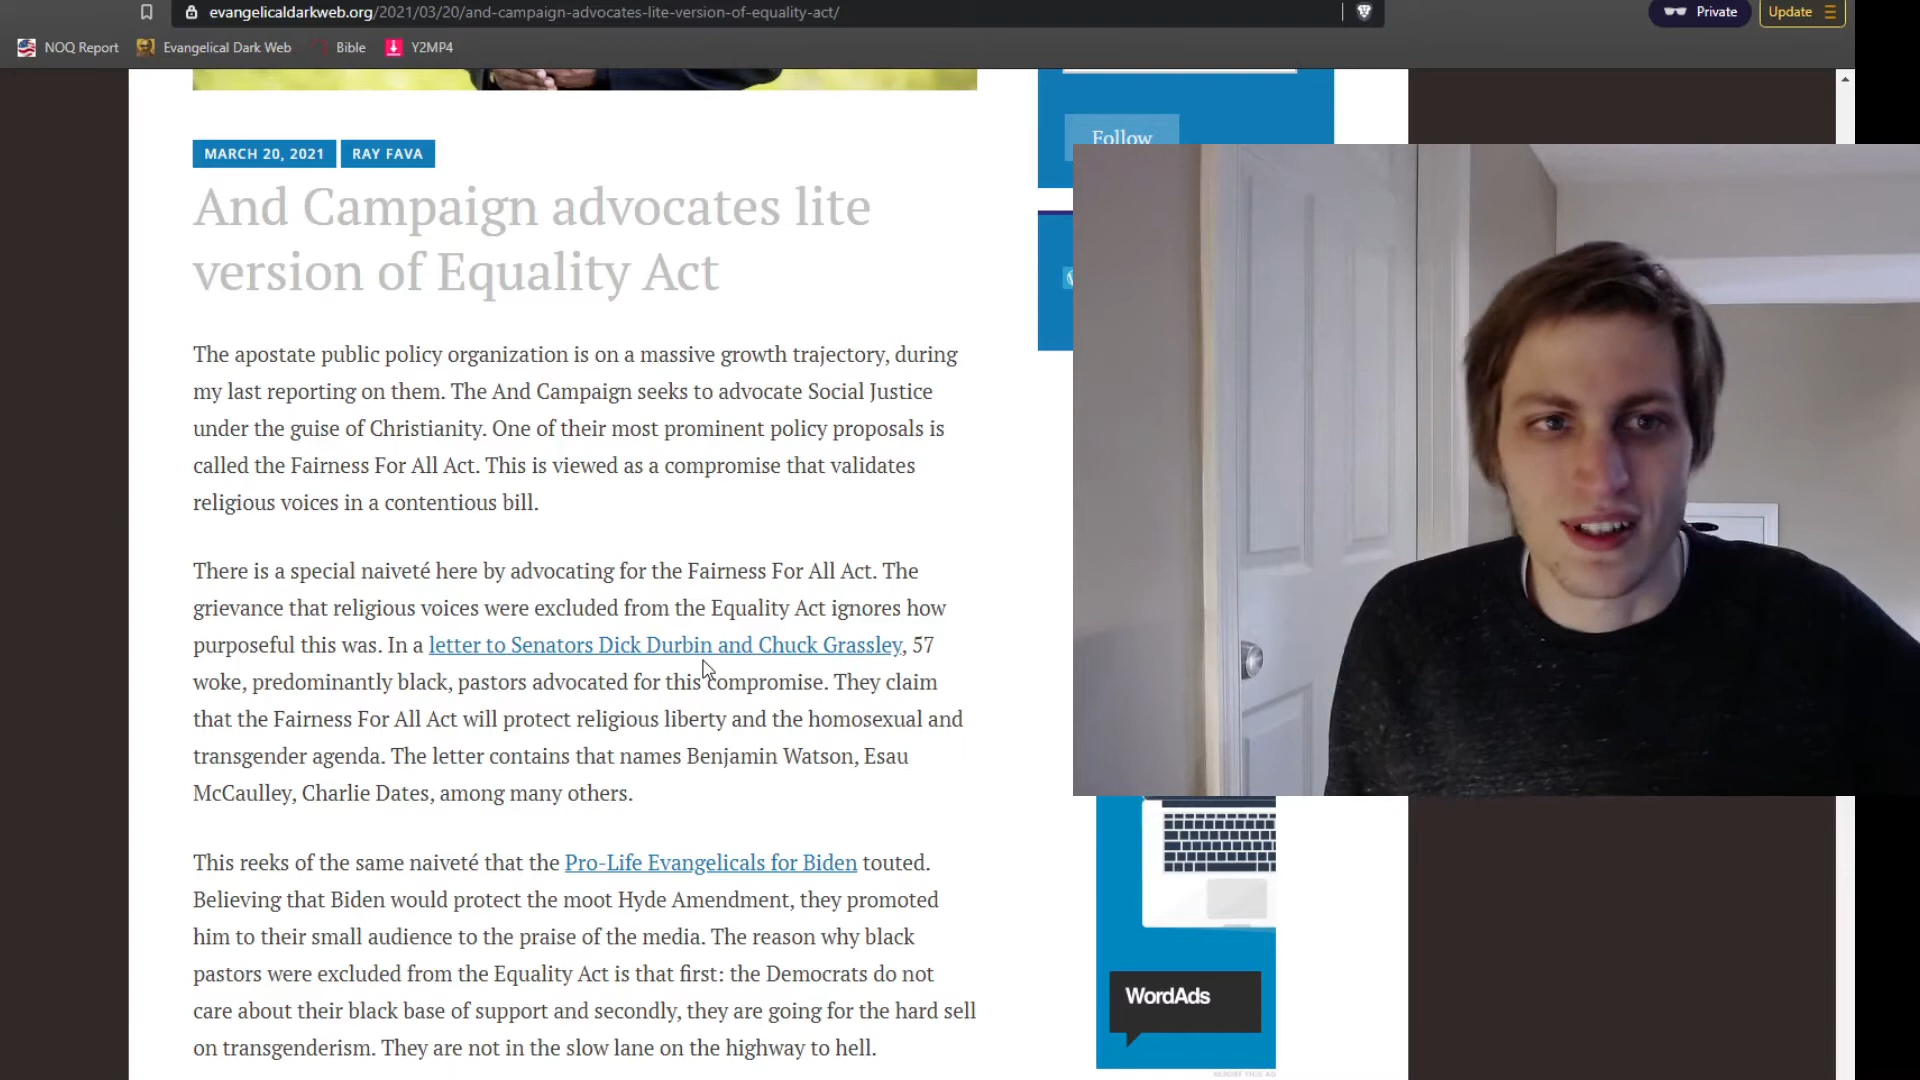 evangelicaldarkweb.org/2021/03/20/and-campaign-advocates-lite-version-of-equality-act/
Private
Update
NOQ Report
Evangelical Dark Web
Bible
Y2MP4
Follow
MARCH 20, 2021
RAY FAVA
And Campaign advocates lite
version of Equality Act
The apostate public policy organization is on a massive growth trajectory, during
my last reporting on them. The And Campaign seeks to advocate Social Justice
under the guise of Christianity. One of their most prominent policy proposals is
called the Fairness For All Act. This is viewed as a compromise that validates
religious voices in a contentious bill.
There is a special naiveté here by advocating for the Fairness For All Act. The
grievance that religious voices were excluded from the Equality Act ignores how
purposeful this was. In a letter to Senators Dick Durbin and Chuck Grassley, 57
woke, predominantly black, pastors advocated for this compromise. They claim
that the Fairness For All Act will protect religious liberty and the homosexual and
transgender agenda. The letter contains that names Benjamin Watson, Esau
McCaulley, Charlie Dates, among many others.
This reeks of the same naiveté that the Pro-Life Evangelicals for Biden touted.
Believing that Biden would protect the moot Hyde Amendment, they promoted
him to their small audience to the praise of the media. The reason why black
pastors were excluded from the Equality Act is that first: the Democrats do not
care about their black base of support and secondly, they are going for the hard sell
on transgenderism. They are not in the slow lane on the highway to hell.
WordAds
REPORT THIS AD